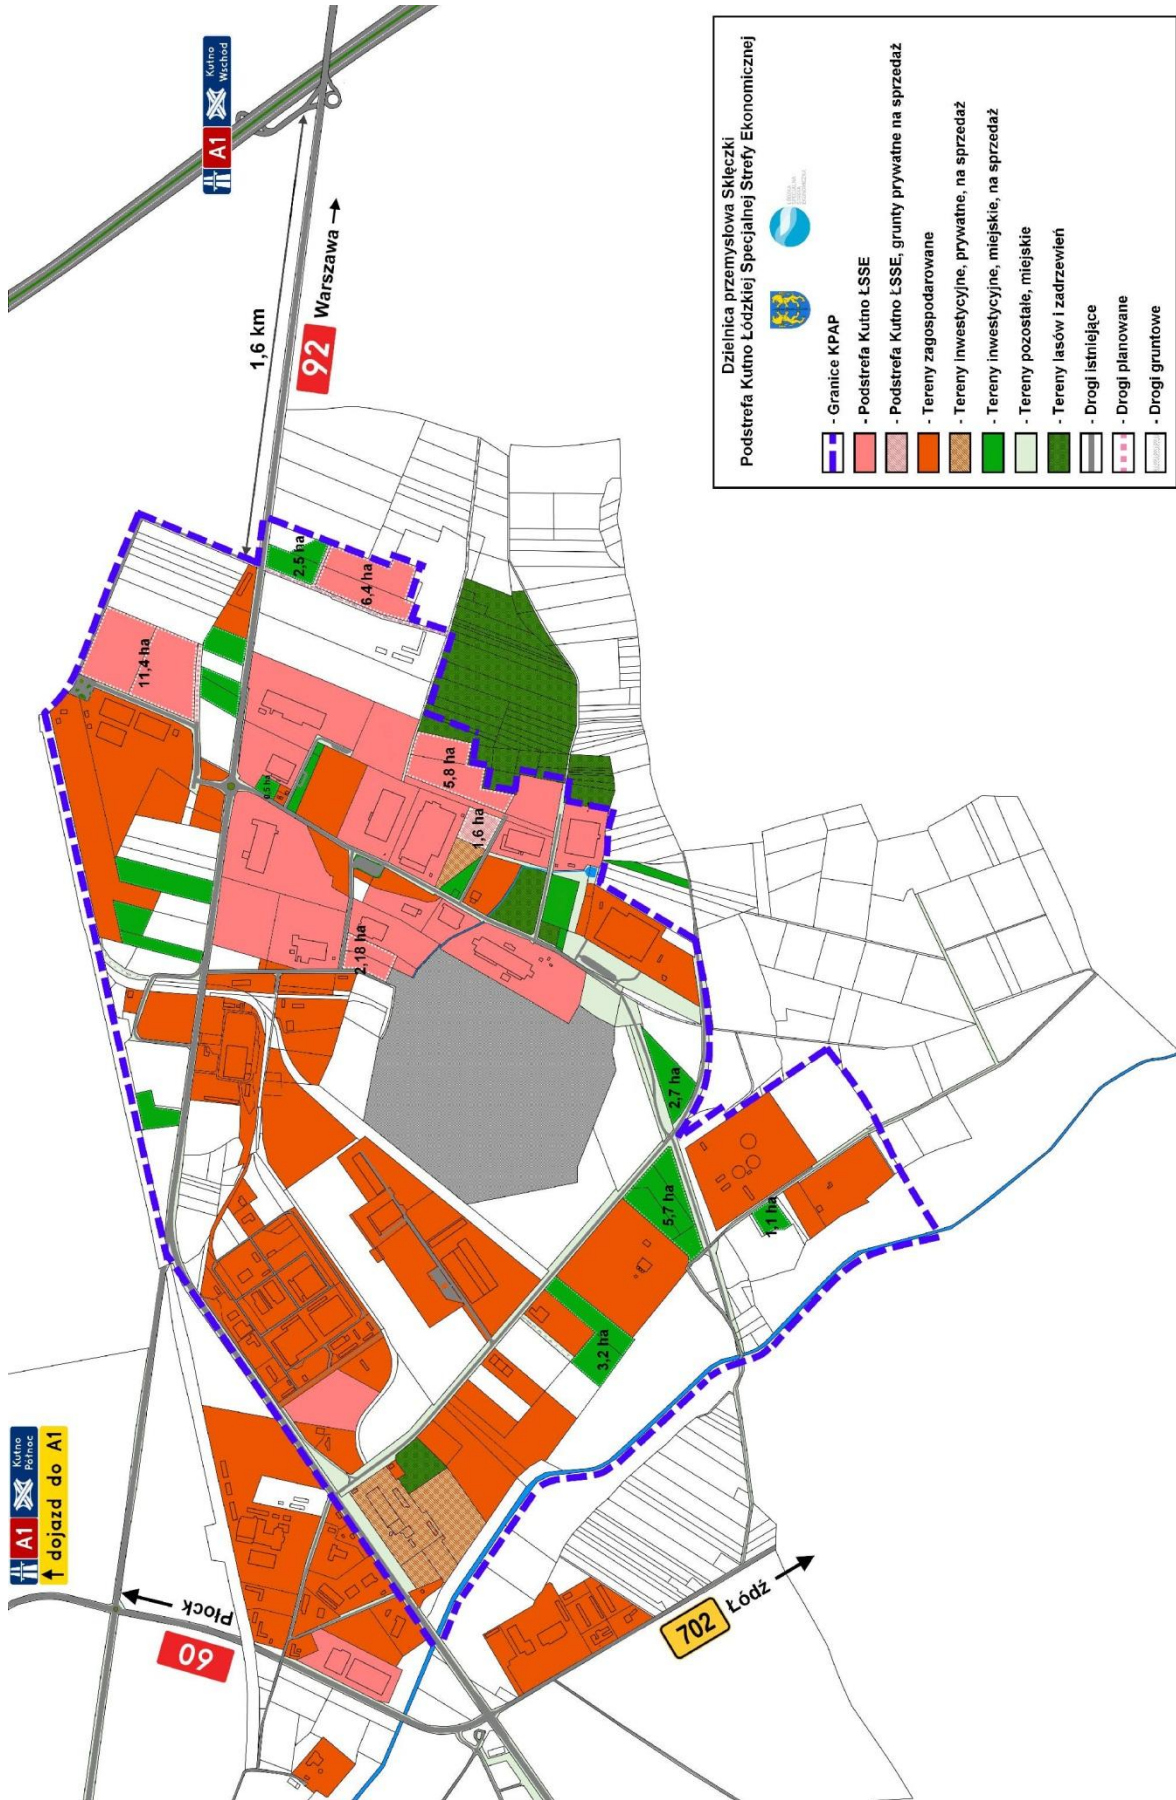 A1
Kutno
Wschód
1,6 km
92
Warszawa →
Dzielnica przemysłowa Sklęczki
Podstrefa Kutno Łódzkiej Specjalnej Strefy Ekonomicznej
- Granice KPAP
- Podstrefa Kutno ŁSSE
- Podstrefa Kutno ŁSSE, grunty prywatne na sprzedaż
- Tereny zagospodarowane
- Tereny inwestycyjne, prywatne, na sprzedaż
- Tereny inwestycyjne, miejskie, na sprzedaż
- Tereny pozostałe, miejskie
- Tereny lasów i zadrzewień
- Drogi istniejące
- Drogi planowane
- Drogi gruntowe
11,4 ha
2,5 ha
6,4 ha
0,5 ha
5,8 ha
1,6 ha
2,18 ha
2,7 ha
5,7 ha
1,1 ha
3,2 ha
A1
Kutno
Północ
↑ dojazd do A1
Płock
60
702
Łódź